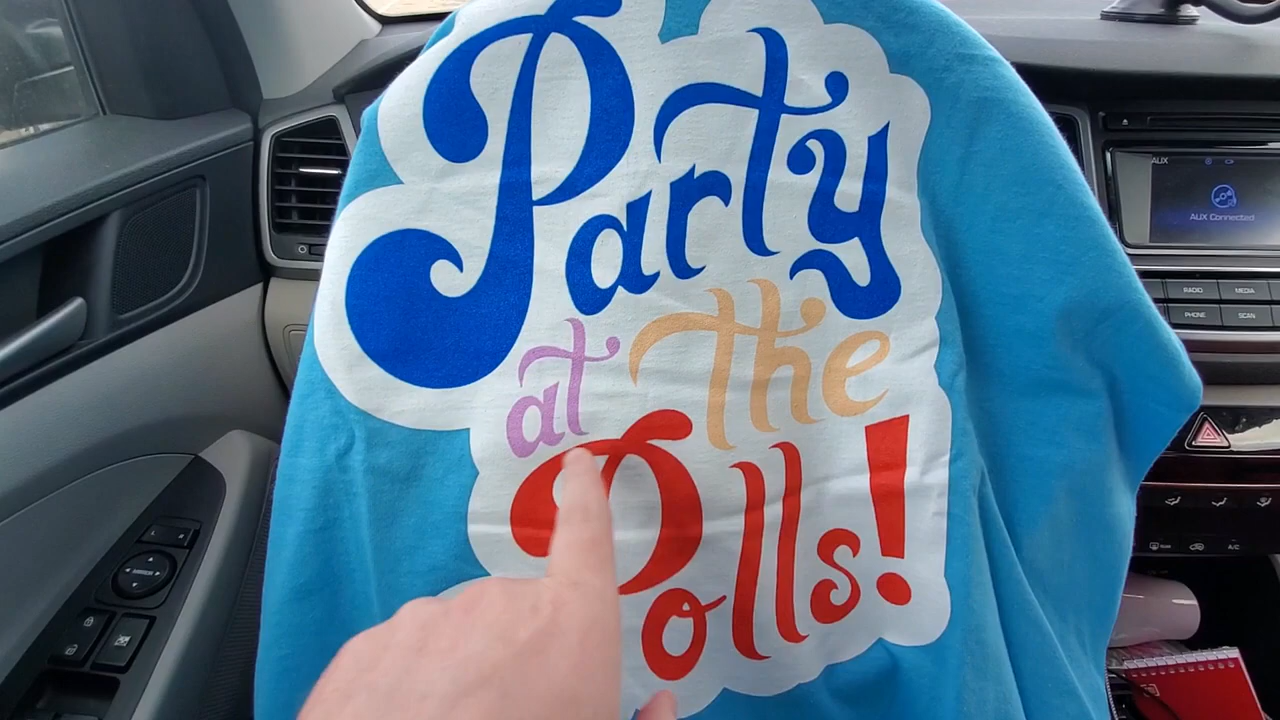 Party
at the
Polls!
AUX
AUX Connected
RADIO MEDIA
PHONE SCAN
A/C